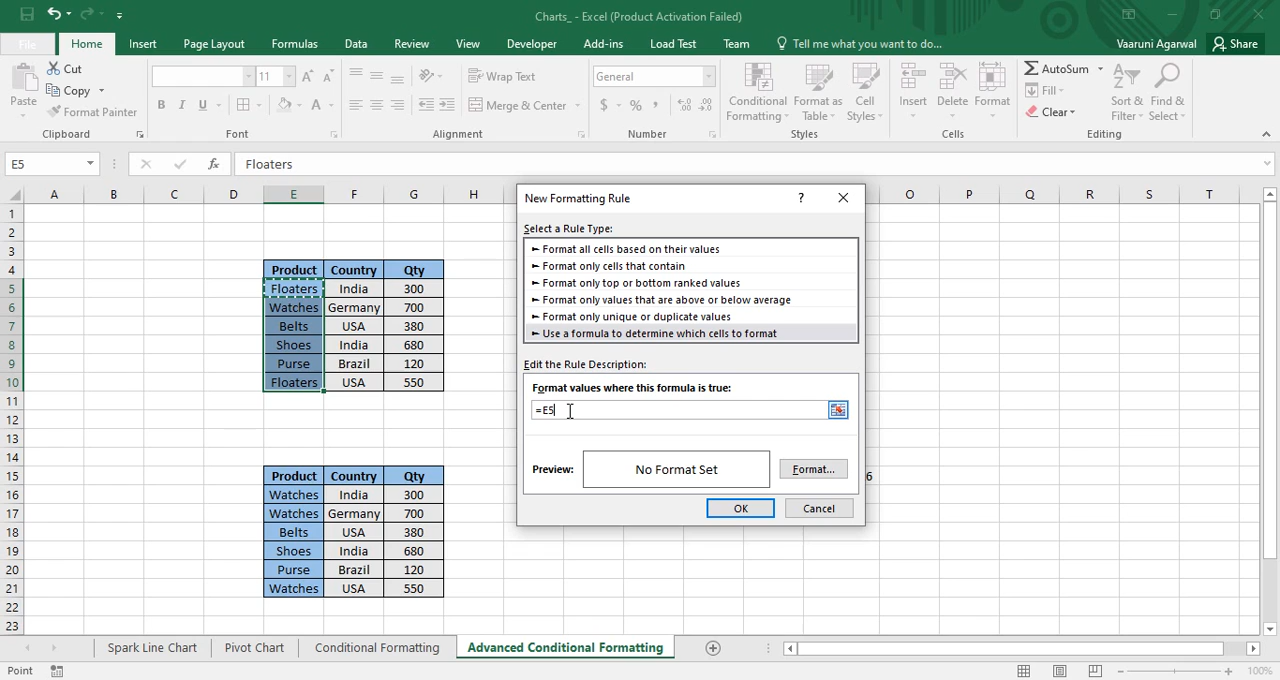 Charts_ - Excel (Product Activation Failed)
File Home Insert Page Layout Formulas Data Review View Developer Add-ins Load Test Team Tell me what you want to do... Vaaruni Agarwal Share
Paste Cut Copy Format Painter
11
Wrap Text
Merge & Center
General
$ % , .0 .00
Conditional Formatting Format as Table Cell Styles
Insert Delete Format
AutoSum Fill Clear
Sort & Filter Find & Select
Clipboard Font Alignment Number Styles Cells Editing
E5 fx Floaters
A B C D E F G H O P Q R S T
1
2
3
4 Product Country Qty
5 Floaters India 300
6 Watches Germany 700
7 Belts USA 380
8 Shoes India 680
9 Purse Brazil 120
10 Floaters USA 550
11
12
13
14
15 Product Country Qty 6
16 Watches India 300
17 Watches Germany 700
18 Belts USA 380
19 Shoes India 680
20 Purse Brazil 120
21 Watches USA 550
22
23
New Formatting Rule ?
Select a Rule Type:
► Format all cells based on their values
► Format only cells that contain
► Format only top or bottom ranked values
► Format only values that are above or below average
► Format only unique or duplicate values
► Use a formula to determine which cells to format
Edit the Rule Description:
Format values where this formula is true:
=E5
Preview: No Format Set Format...
OK Cancel
Spark Line Chart Pivot Chart Conditional Formatting Advanced Conditional Formatting
Point 100%